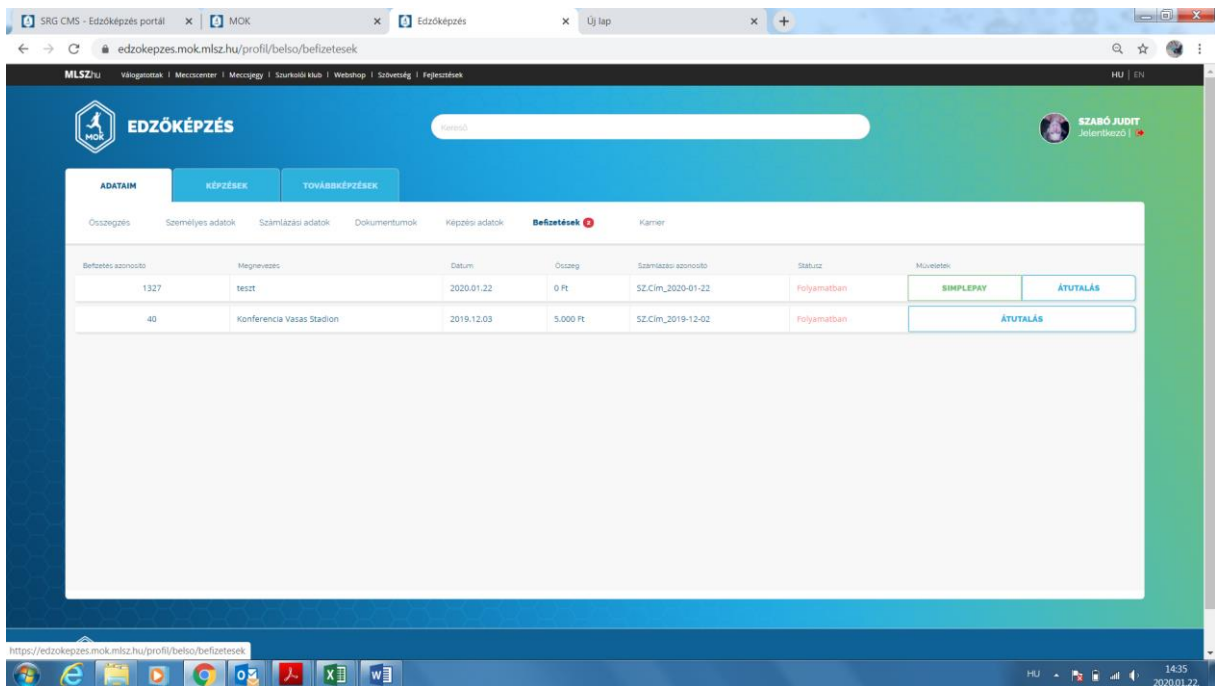 SRG CMS - Edzőképzés portál
MOK
Edzőképzés
Új lap
edzokepzes.mok.mlsz.hu/profil/belso/befizetesek
MLSZ.hu Válogatottak | Meccscenter | Meccsjegy | Szurkolói klub | Webshop | Szövetség | Fejlesztések HU | EN
MOK
EDZŐKÉPZÉS
Kereső
SZABÓ JUDIT
Jelentkező |
ADATAIM KÉPZÉSEK TOVÁBBKÉPZÉSEK
Összegzés Személyes adatok Számlázási adatok Dokumentumok Képzési adatok Befizetések 2 Karrier
Befizetés azonosító Megnevezés Dátum Összeg Számlázási azonosító Státusz Műveletek
1327 teszt 2020.01.22 0 Ft SZ.Cím_2020-01-22 Folyamatban SIMPLEPAY ÁTUTALÁS
40 Konferencia Vasas Stadion 2019.12.03 5.000 Ft SZ.Cím_2019-12-02 Folyamatban ÁTUTALÁS
https://edzokepzes.mok.mlsz.hu/profil/belso/befizetesek
HU
14:35
2020.01.22.